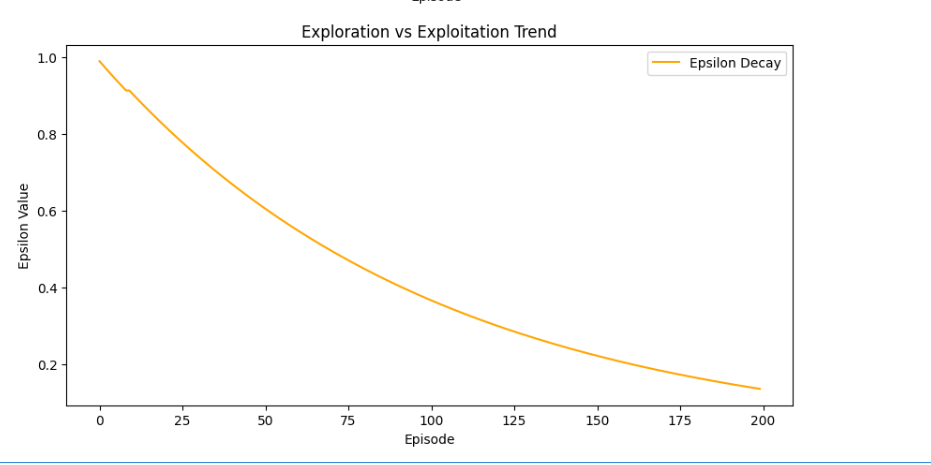 Episode
Exploration vs Exploitation Trend
Epsilon Decay
1.0
0.8
0.6
0.4
0.2
Epsilon Value
0 25 50 75 100 125 150 175 200
Episode